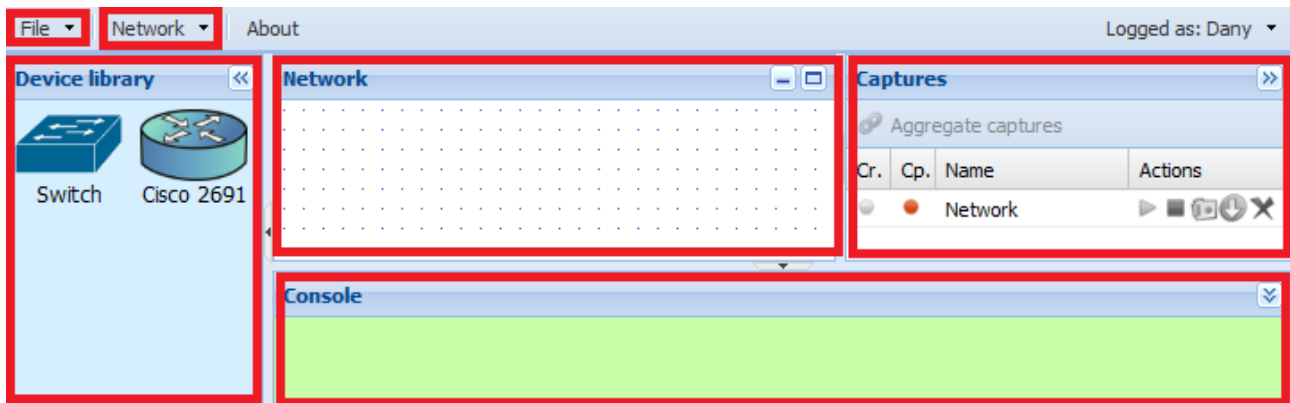 File Network About Logged as: Dany
Device library
Switch Cisco 2691
Network
Captures
Aggregate captures
Cr. Cp. Name Actions
Network
Console